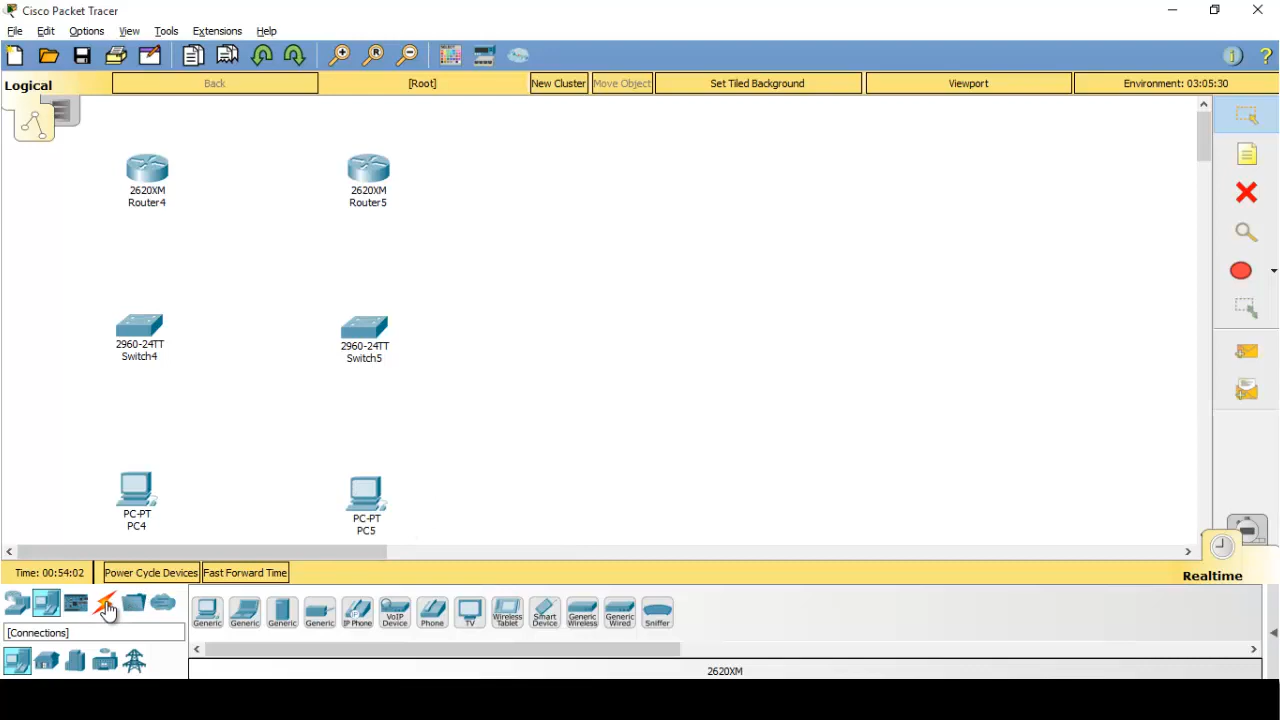 Cisco Packet Tracer
File Edit Options View Tools Extensions Help
Logical
Back
[Root]
New Cluster
Move Object
Set Tiled Background
Viewport
Environment: 03:05:30
2620XM
Router4
2620XM
Router5
2960-24TT
Switch4
2960-24TT
Switch5
PC-PT
PC4
PC-PT
PC5
Time: 00:54:02
Power Cycle Devices
Fast Forward Time
Realtime
[Connections]
Generic
Generic
Generic
Generic
IP Phone
VoIP
Device
Phone
TV
Wireless
Tablet
Smart
Device
Generic
Wireless
Generic
Wired
Sniffer
2620XM